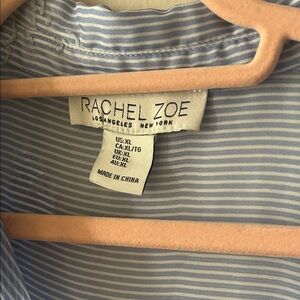 RACHEL ZOE
LOS ANGELES NEW YORK
US:XL
CA:XL/TG
UK:XL
EU:XL
AU:XL
MADE IN CHINA